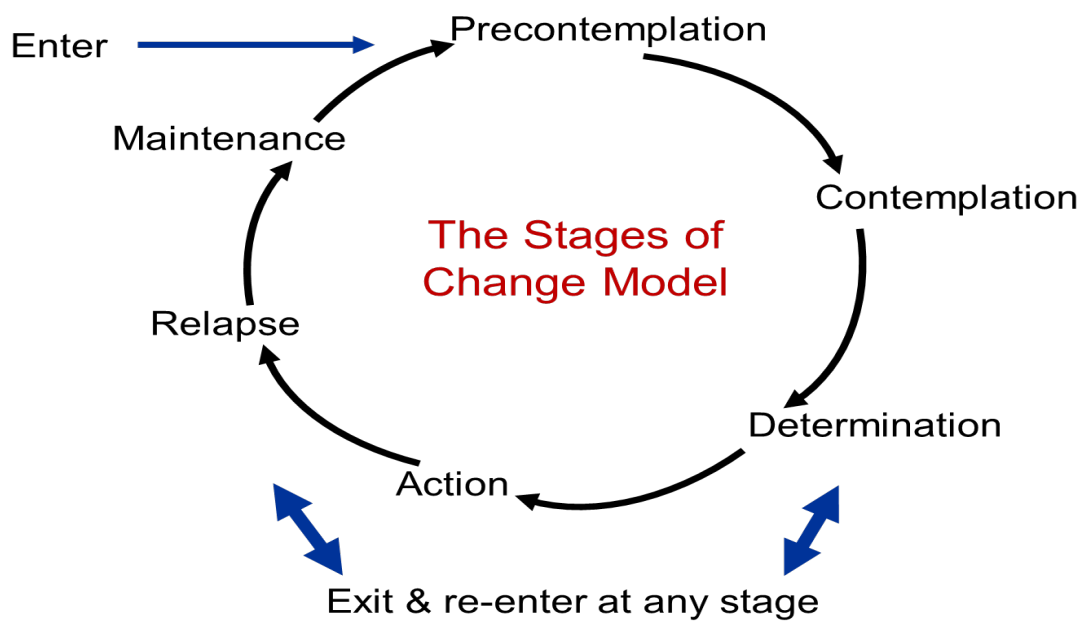 Enter
Precontemplation
Maintenance
Contemplation
The Stages of
Change Model
Relapse
Determination
Action
Exit & re-enter at any stage